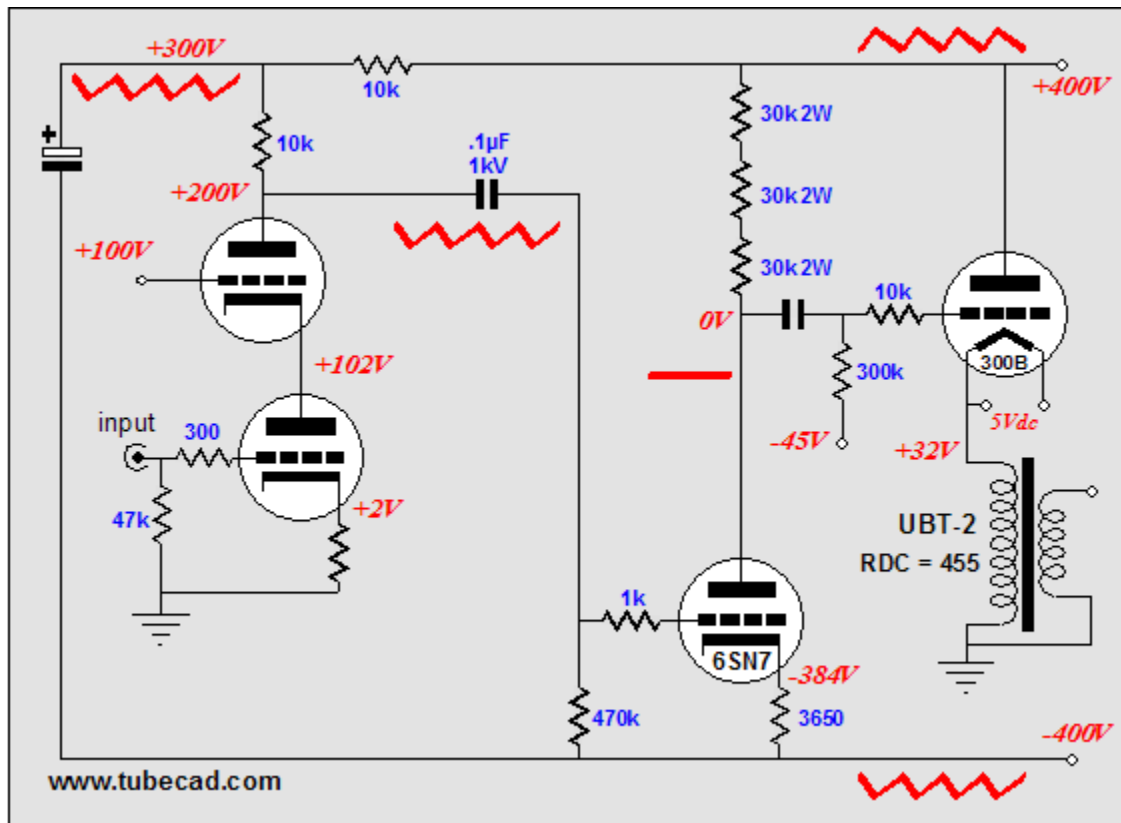 +300V
+400V
10k
+
10k
.1µF
1kV
30k 2W
30k 2W
30k 2W
+200V
+100V
0V
10k
300B
300k
5Vdc
-45V
+32V
+102V
input
300
47k
+2V
UBT-2
RDC = 455
1k
6SN7
-384V
470k
3650
-400V
www.tubecad.com